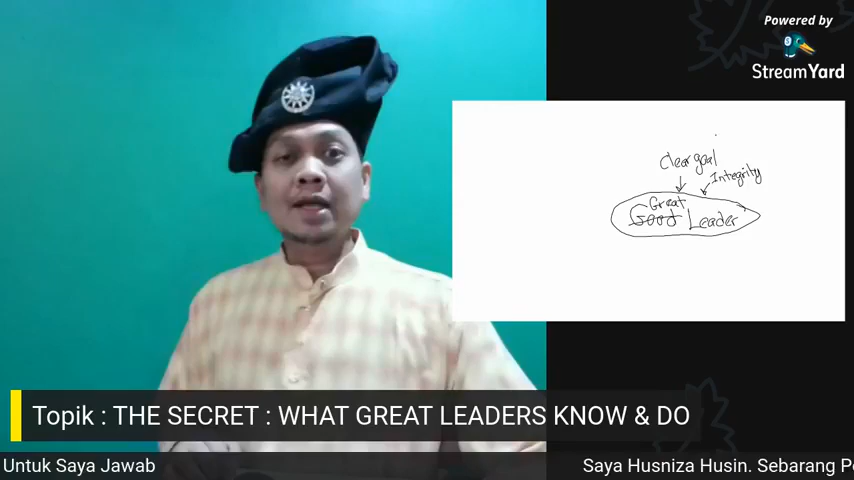 Powered by
StreamYard
Clear goal
Integrity
Great
Good Leader
Topik : THE SECRET : WHAT GREAT LEADERS KNOW & DO
Untuk Saya Jawab
Saya Husniza Husin. Sebarang Pe